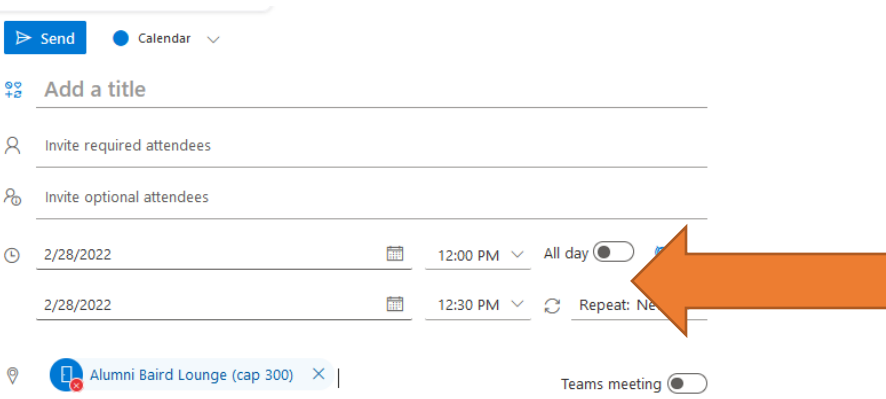 Send Calendar
Add a title
Invite required attendees
Invite optional attendees
2/28/2022 12:00 PM All day
2/28/2022 12:30 PM Repeat:
Alumni Baird Lounge (cap 300)
Teams meeting